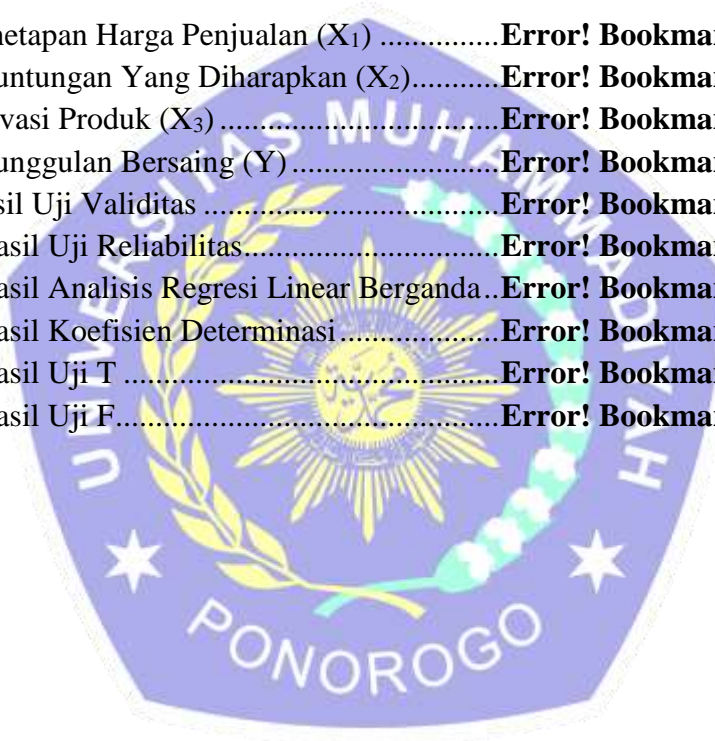 netapan Harga Penjualan (X₁) ...............Error! Bookmar
untungan Yang Diharapkan (X₂)...........Error! Bookmar
vasi Produk (X₃) ...................................Error! Bookmar
unggulan Bersaing (Y)..........................Error! Bookmar
sil Uji Validitas .....................................Error! Bookmar
asil Uji Reliabilitas................................Error! Bookmar
asil Analisis Regresi Linear Berganda..Error! Bookmar
asil Koefisien Determinasi....................Error! Bookmar
asil Uji T ...............................................Error! Bookmar
asil Uji F................................................Error! Bookmar
UNIVERSITAS MUHAMMADIYAH
PONOROGO